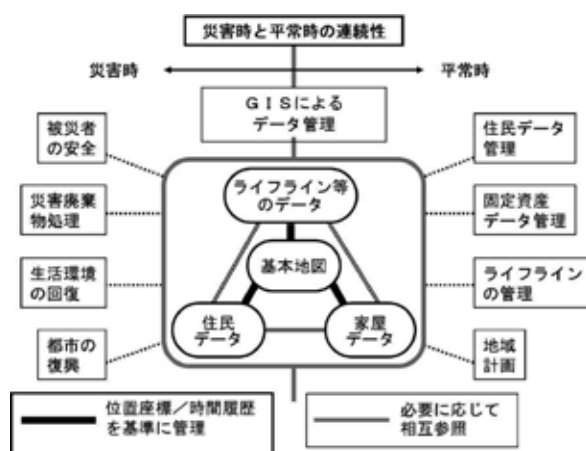 災害時と平常時の連続性
災害時
平常時
ＧＩＳによる
データ管理
被災者
の安全
災害廃棄
物処理
生活環境
の回復
都市の
復興
ライフライン等
のデータ
基本地図
住民
データ
家屋
データ
住民データ
管理
固定資産
データ管理
ライフライン
の管理
地域
計画
位置座標／時間履歴
を基準に管理
必要に応じて
相互参照